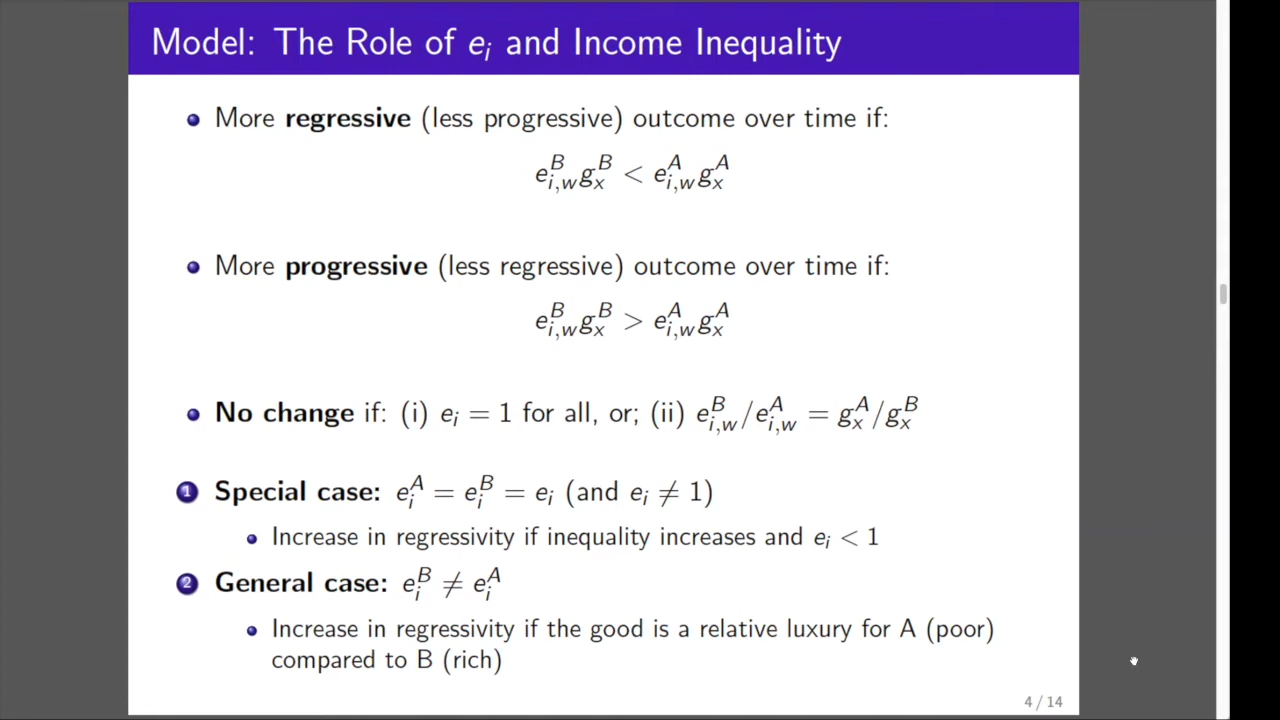 Model: The Role of e_i and Income Inequality
More regressive (less progressive) outcome over time if:
e^B_{i,w} g^B_x < e^A_{i,w} g^A_x
More progressive (less regressive) outcome over time if:
e^B_{i,w} g^B_x > e^A_{i,w} g^A_x
No change if: (i) e_i = 1 for all, or; (ii) e^B_{i,w}/e^A_{i,w} = g^A_x/g^B_x
1 Special case: e^A_i = e^B_i = e_i (and e_i ≠ 1)
Increase in regressivity if inequality increases and e_i < 1
2 General case: e^B_i ≠ e^A_i
Increase in regressivity if the good is a relative luxury for A (poor)
compared to B (rich)
4 / 14